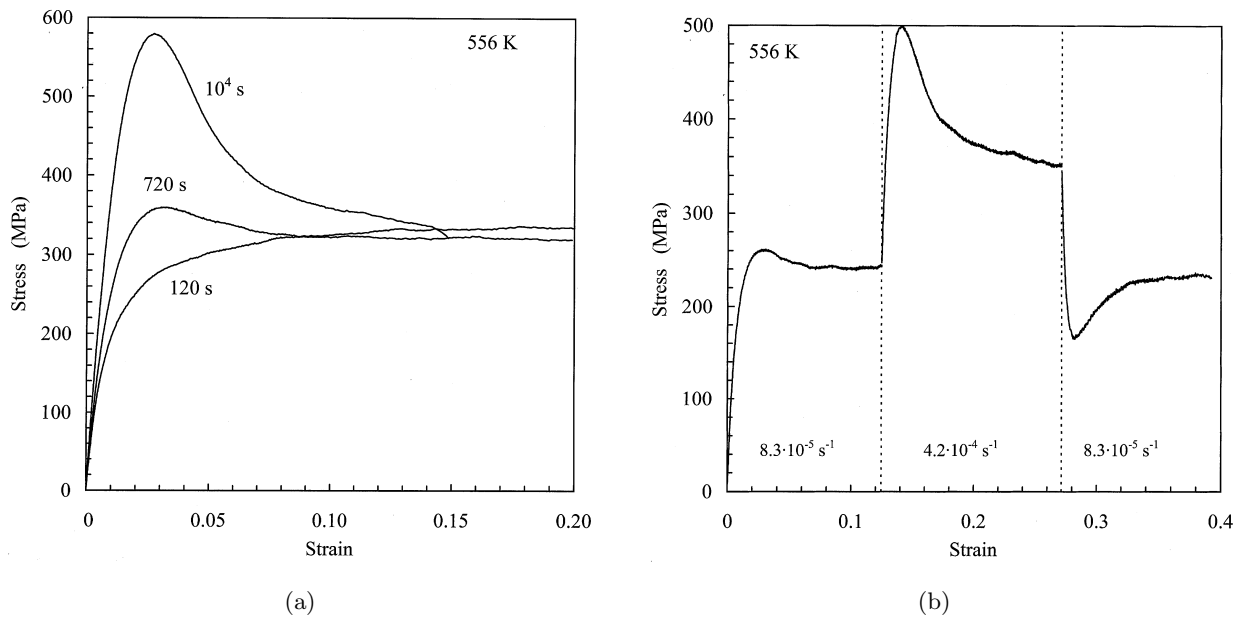 600
500
400
300
200
100
0
Stress (MPa)
556 K
10⁴ s
720 s
120 s
0 0.05 0.10 0.15 0.20
Strain
(a)
500
400
300
200
100
0
Stress (MPa)
556 K
8.3·10⁻⁵ s⁻¹ 4.2·10⁻⁴ s⁻¹ 8.3·10⁻⁵ s⁻¹
0 0.1 0.2 0.3 0.4
Strain
(b)